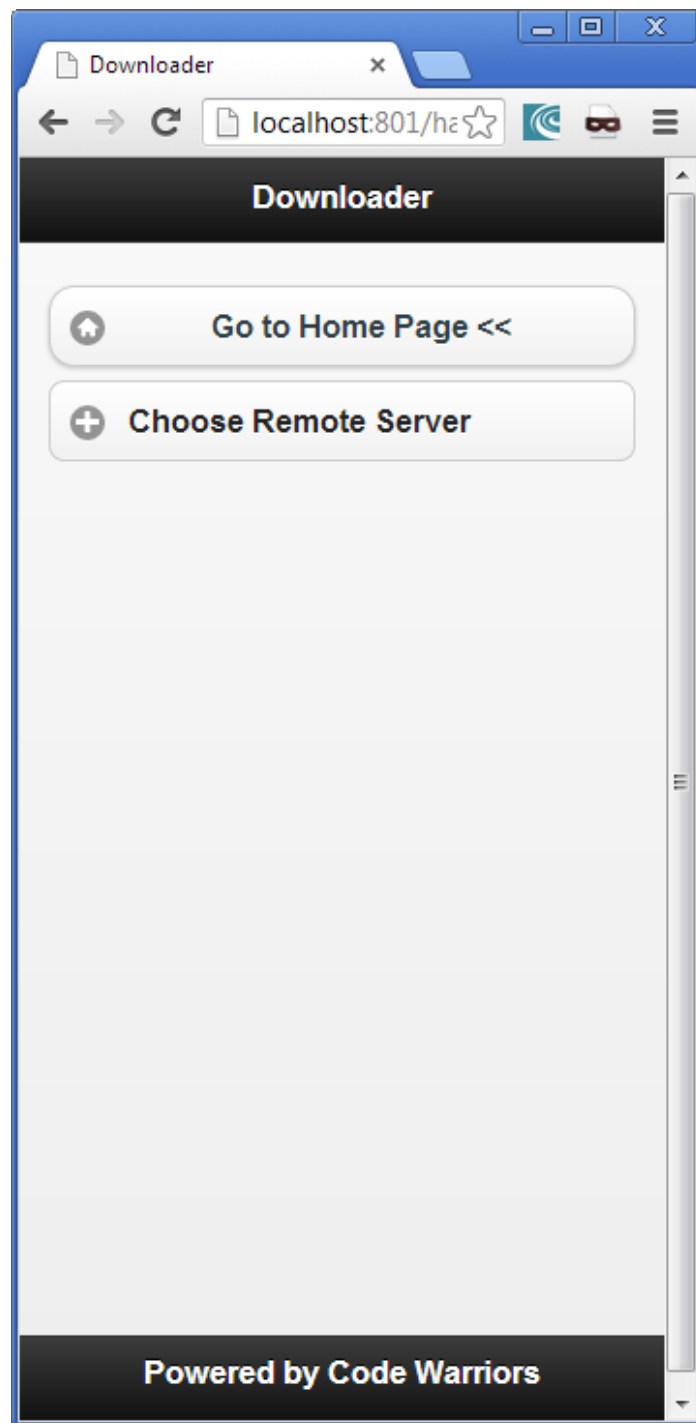 Downloader
localhost:801/ha
Downloader
Go to Home Page <<
Choose Remote Server
Powered by Code Warriors